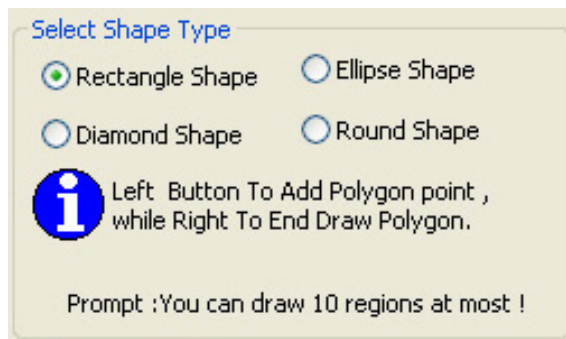 Select Shape Type
Rectangle Shape Ellipse Shape
Diamond Shape Round Shape
Left Button To Add Polygon point ,
while Right To End Draw Polygon.
Prompt :You can draw 10 regions at most !